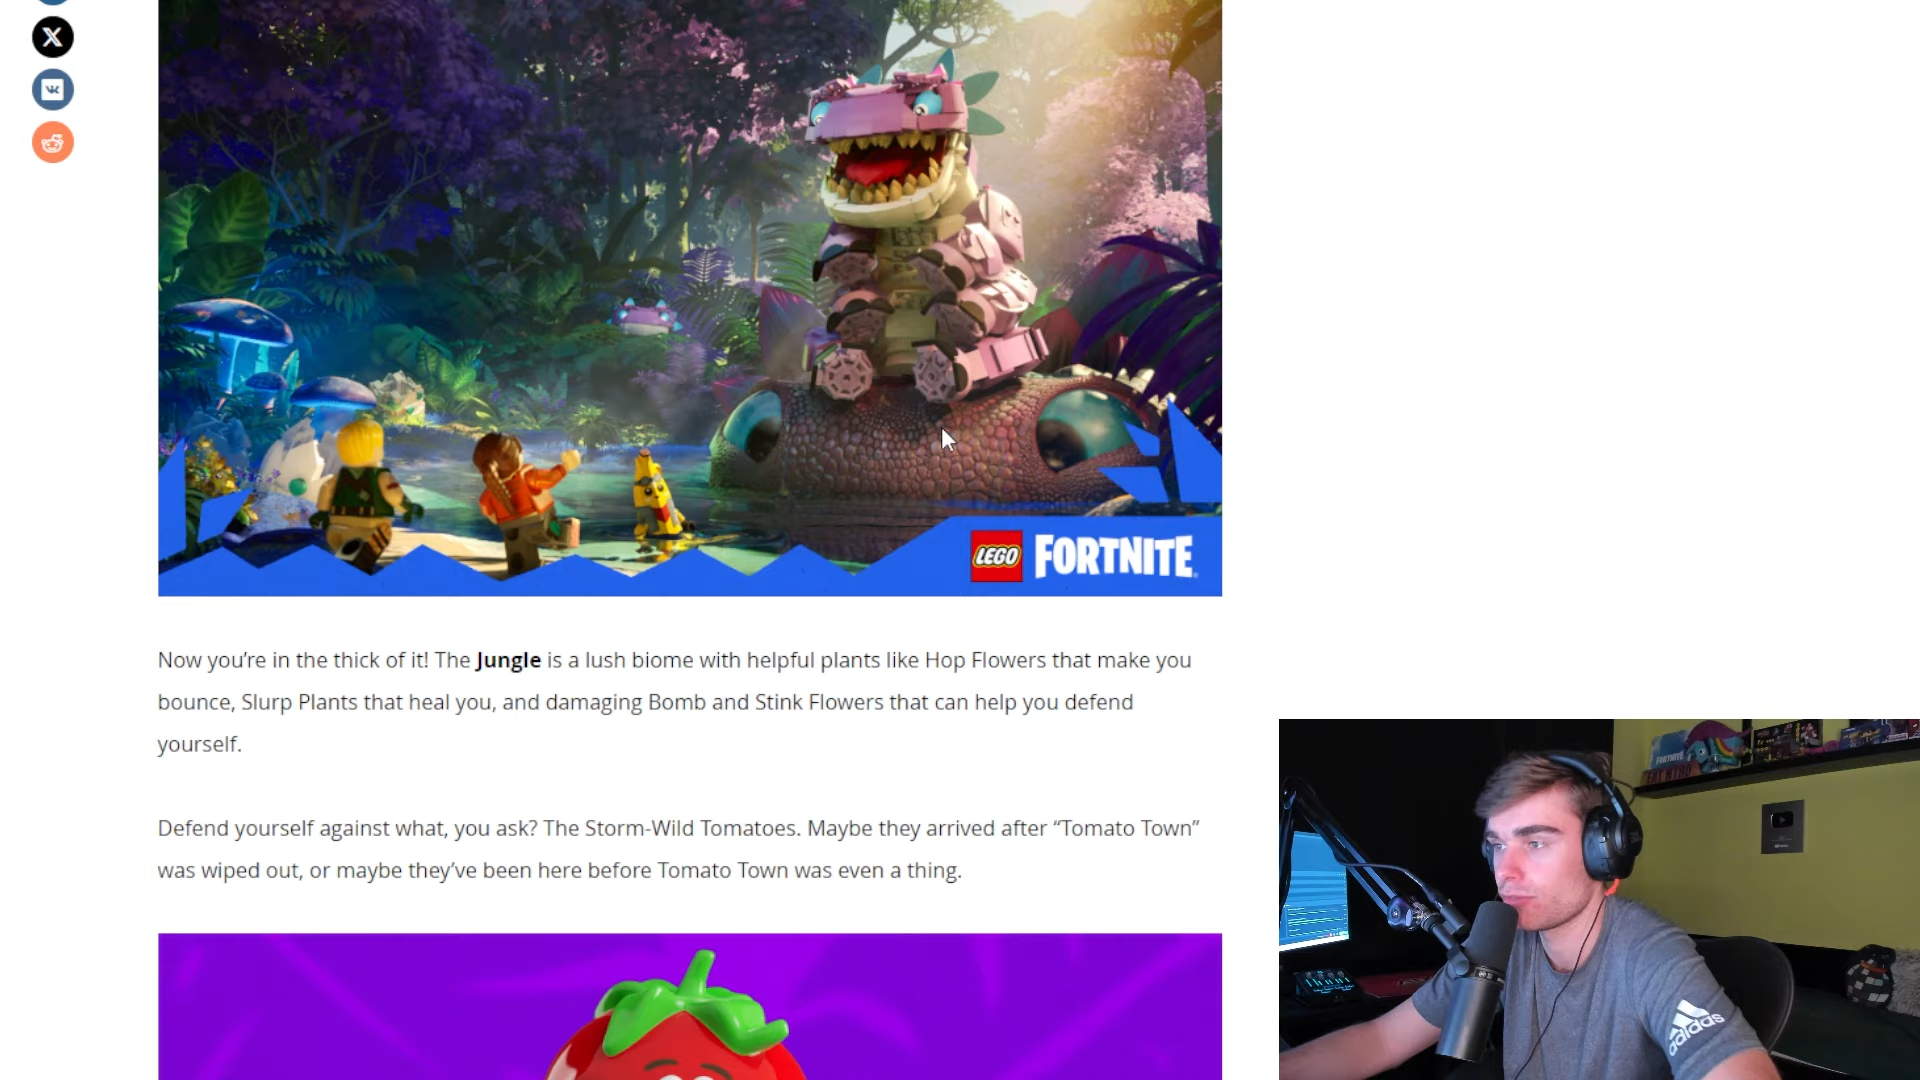 LEGO FORTNITE
Now you’re in the thick of it! The Jungle is a lush biome with helpful plants like Hop Flowers that make you
bounce, Slurp Plants that heal you, and damaging Bomb and Stink Flowers that can help you defend
yourself.
Defend yourself against what, you ask? The Storm-Wild Tomatoes. Maybe they arrived after “Tomato Town”
was wiped out, or maybe they’ve been here before Tomato Town was even a thing.
adidas